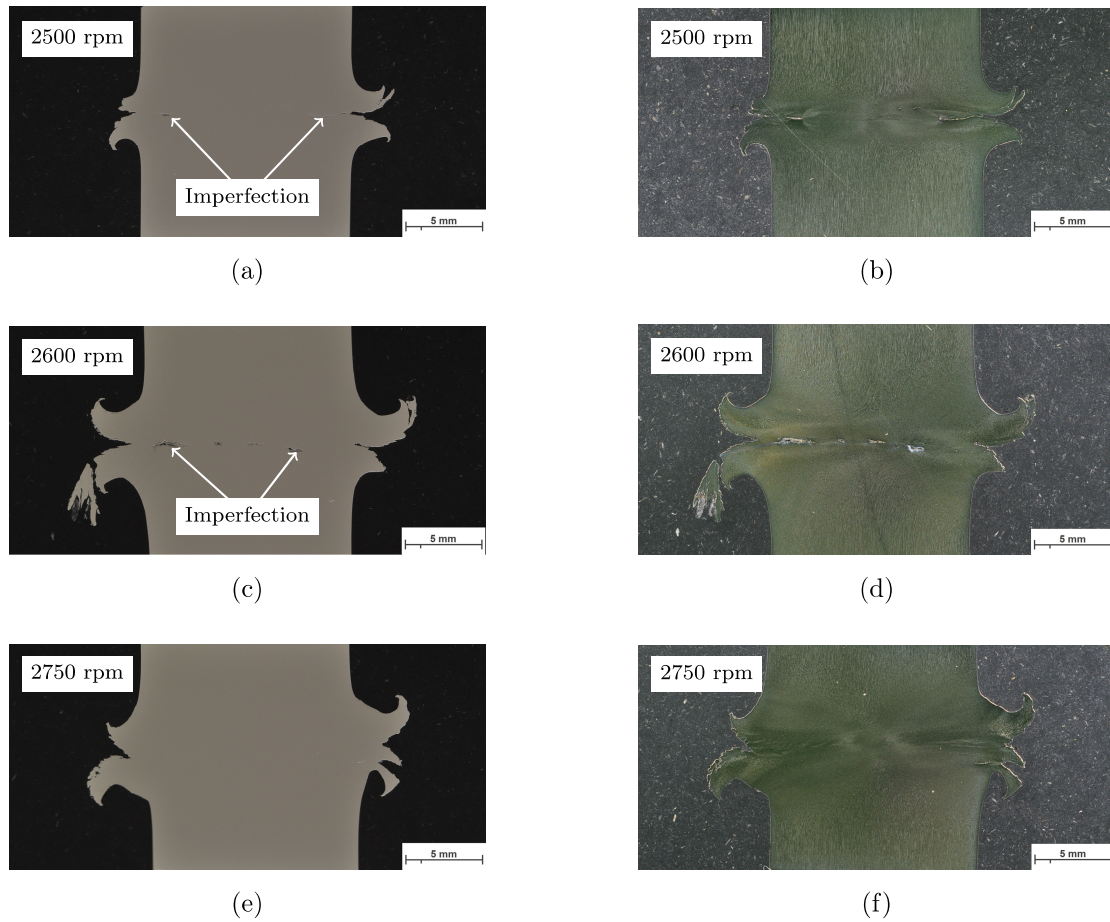 2500 rpm
2500 rpm
Imperfection
5 mm
5 mm
(a)
(b)
2600 rpm
2600 rpm
Imperfection
5 mm
5 mm
(c)
(d)
2750 rpm
2750 rpm
5 mm
5 mm
(e)
(f)